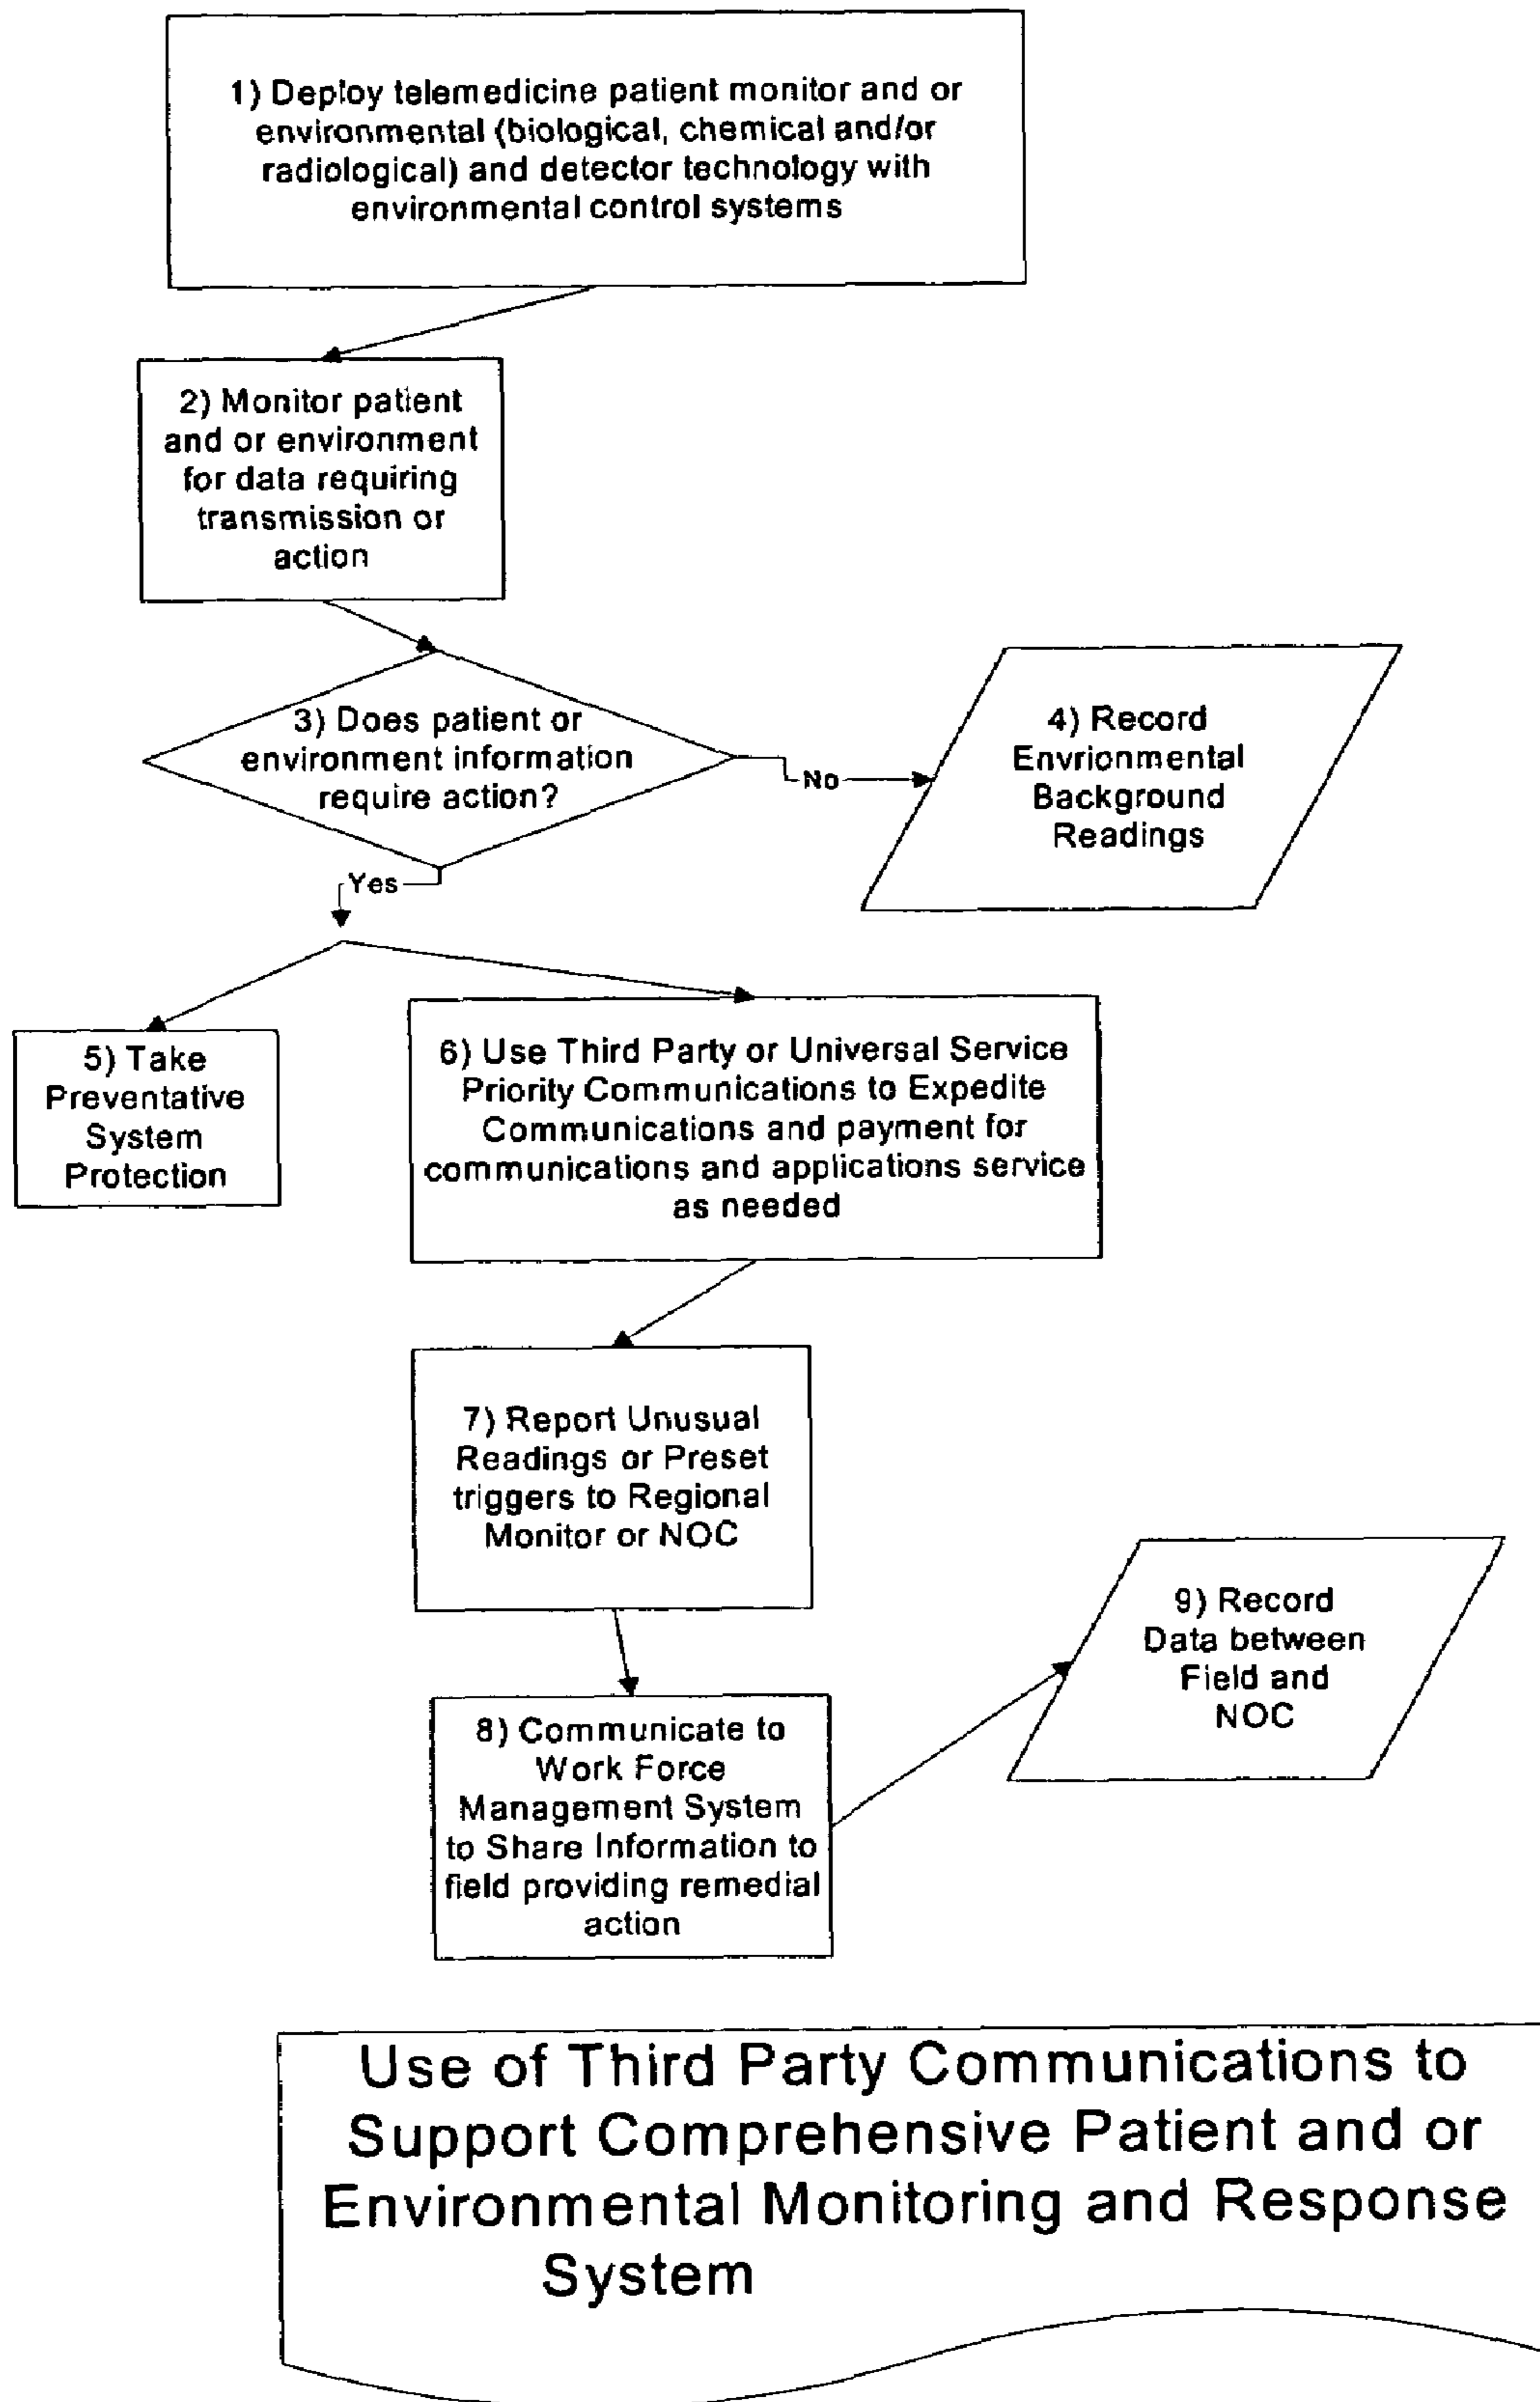 1) Deploy telemedicine patient monitor and or
environmental (biological, chemical and/or
radiological) and detector technology with
environmental control systems
2) Monitor patient
and or environment
for data requiring
transmission or
action
3) Does patient or
environment information
require action?
No
4) Record
Envrionmental
Background
Readings
Yes
5) Take
Preventative
System
Protection
6) Use Third Party or Universal Service
Priority Communications to Expedite
Communications and payment for
communications and applications service
as needed
7) Report Unusual
Readings or Preset
triggers to Regional
Monitor or NOC
8) Communicate to
Work Force
Management System
to Share Information to
field providing remedial
action
9) Record
Data between
Field and
NOC
Use of Third Party Communications to
Support Comprehensive Patient and or
Environmental Monitoring and Response
System